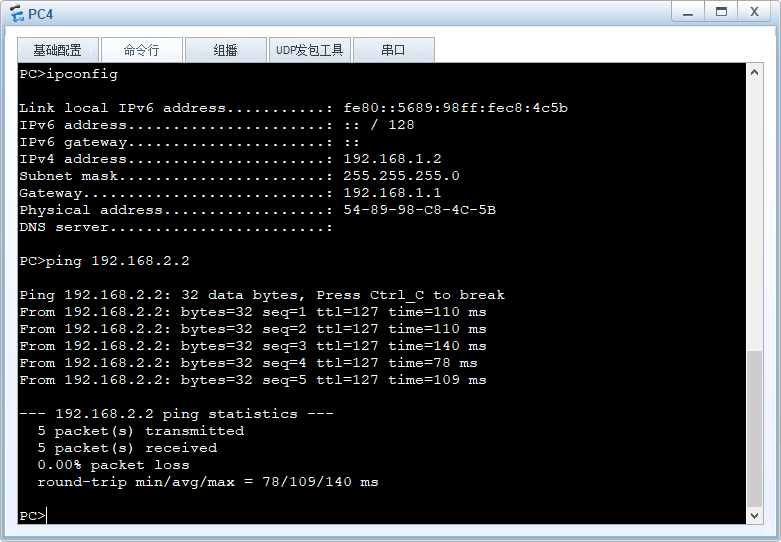 PC4
基础配置
命令行
组播
UDP发包工具
串口
PC>ipconfig
Link local IPv6 address...........: fe80::5689:98ff:fec8:4c5b
IPv6 address......................: :: / 128
IPv6 gateway......................: ::
IPv4 address......................: 192.168.1.2
Subnet mask.......................: 255.255.255.0
Gateway...........................: 192.168.1.1
Physical address..................: 54-89-98-C8-4C-5B
DNS server........................:
PC>ping 192.168.2.2
Ping 192.168.2.2: 32 data bytes, Press Ctrl_C to break
From 192.168.2.2: bytes=32 seq=1 ttl=127 time=110 ms
From 192.168.2.2: bytes=32 seq=2 ttl=127 time=110 ms
From 192.168.2.2: bytes=32 seq=3 ttl=127 time=140 ms
From 192.168.2.2: bytes=32 seq=4 ttl=127 time=78 ms
From 192.168.2.2: bytes=32 seq=5 ttl=127 time=109 ms
--- 192.168.2.2 ping statistics ---
5 packet(s) transmitted
5 packet(s) received
0.00% packet loss
round-trip min/avg/max = 78/109/140 ms
PC>